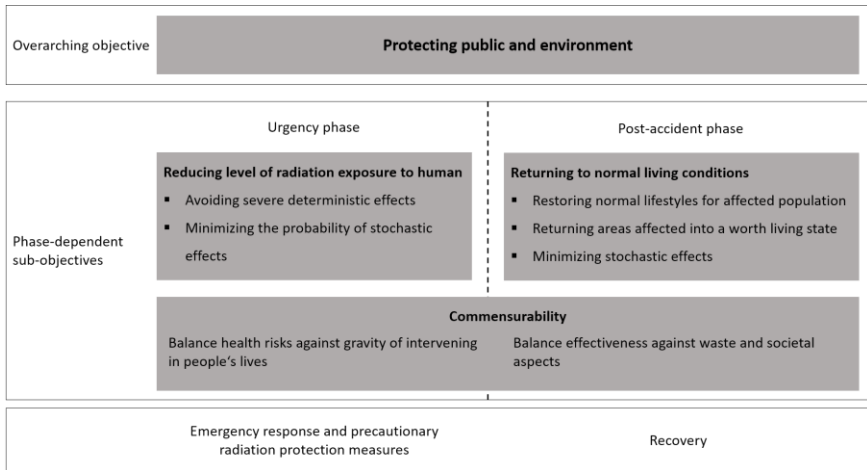 Overarching objective
Protecting public and environment
Urgency phase
Post-accident phase
Phase-dependent
sub-objectives
Reducing level of radiation exposure to human
▪ Avoiding severe deterministic effects
▪ Minimizing the probability of stochastic
effects
Returning to normal living conditions
▪ Restoring normal lifestyles for affected population
▪ Returning areas affected into a worth living state
▪ Minimizing stochastic effects
Commensurability
Balance health risks against gravity of intervening
in people‘s lives
Balance effectiveness against waste and societal
aspects
Emergency response and precautionary
radiation protection measures
Recovery